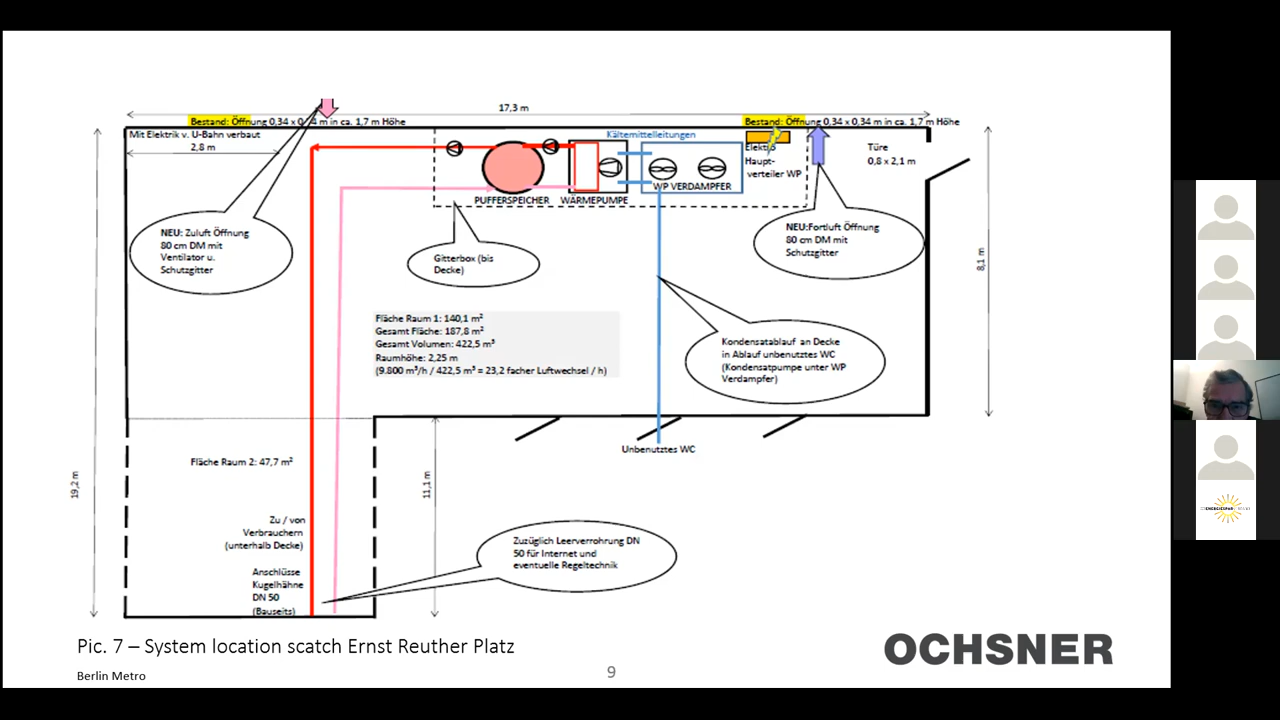 17,3 m
Bestand: Öffnung 0,34 x 0,34 m in ca. 1,7 m Höhe
Bestand: Öffnung 0,34 x 0,34 m in ca. 1,7 m Höhe
Mit Elektrik v. U-Bahn verbaut
2,8 m
Kältemittelleitungen
Elektro
Haupt-
verteiler WP
Türe
0,8 x 2,1 m
WP VERDAMPFER
PUFFERSPEICHER
WÄRMEPUMPE
NEU: Zuluft Öffnung
80 cm DM mit
Ventilator u.
Schutzgitter
Gitterbox (bis
Decke)
NEU:Fortluft Öffnung
80 cm DM mit
Schutzgitter
8,1 m
Fläche Raum 1: 140,1 m²
Gesamt Fläche: 187,8 m²
Gesamt Volumen: 422,5 m³
Raumhöhe: 2,25 m
(9.800 m³/h / 422,5 m³ = 23,2 facher Luftwechsel / h)
Kondensatablauf an Decke
in Ablauf unbenutztes WC
(Kondensatpumpe unter WP
Verdampfer)
Unbenutztes WC
Fläche Raum 2: 47,7 m²
19,2 m
11,1 m
Zu / von
Verbrauchern
(unterhalb Decke)
Anschlüsse
Kugelhähne
DN 50
(Bauseits)
Zuzüglich Leerverrohrung DN
50 für Internet und
eventuelle Regeltechnik
Pic. 7 – System location scatch Ernst Reuther Platz
Berlin Metro
9
OCHSNER